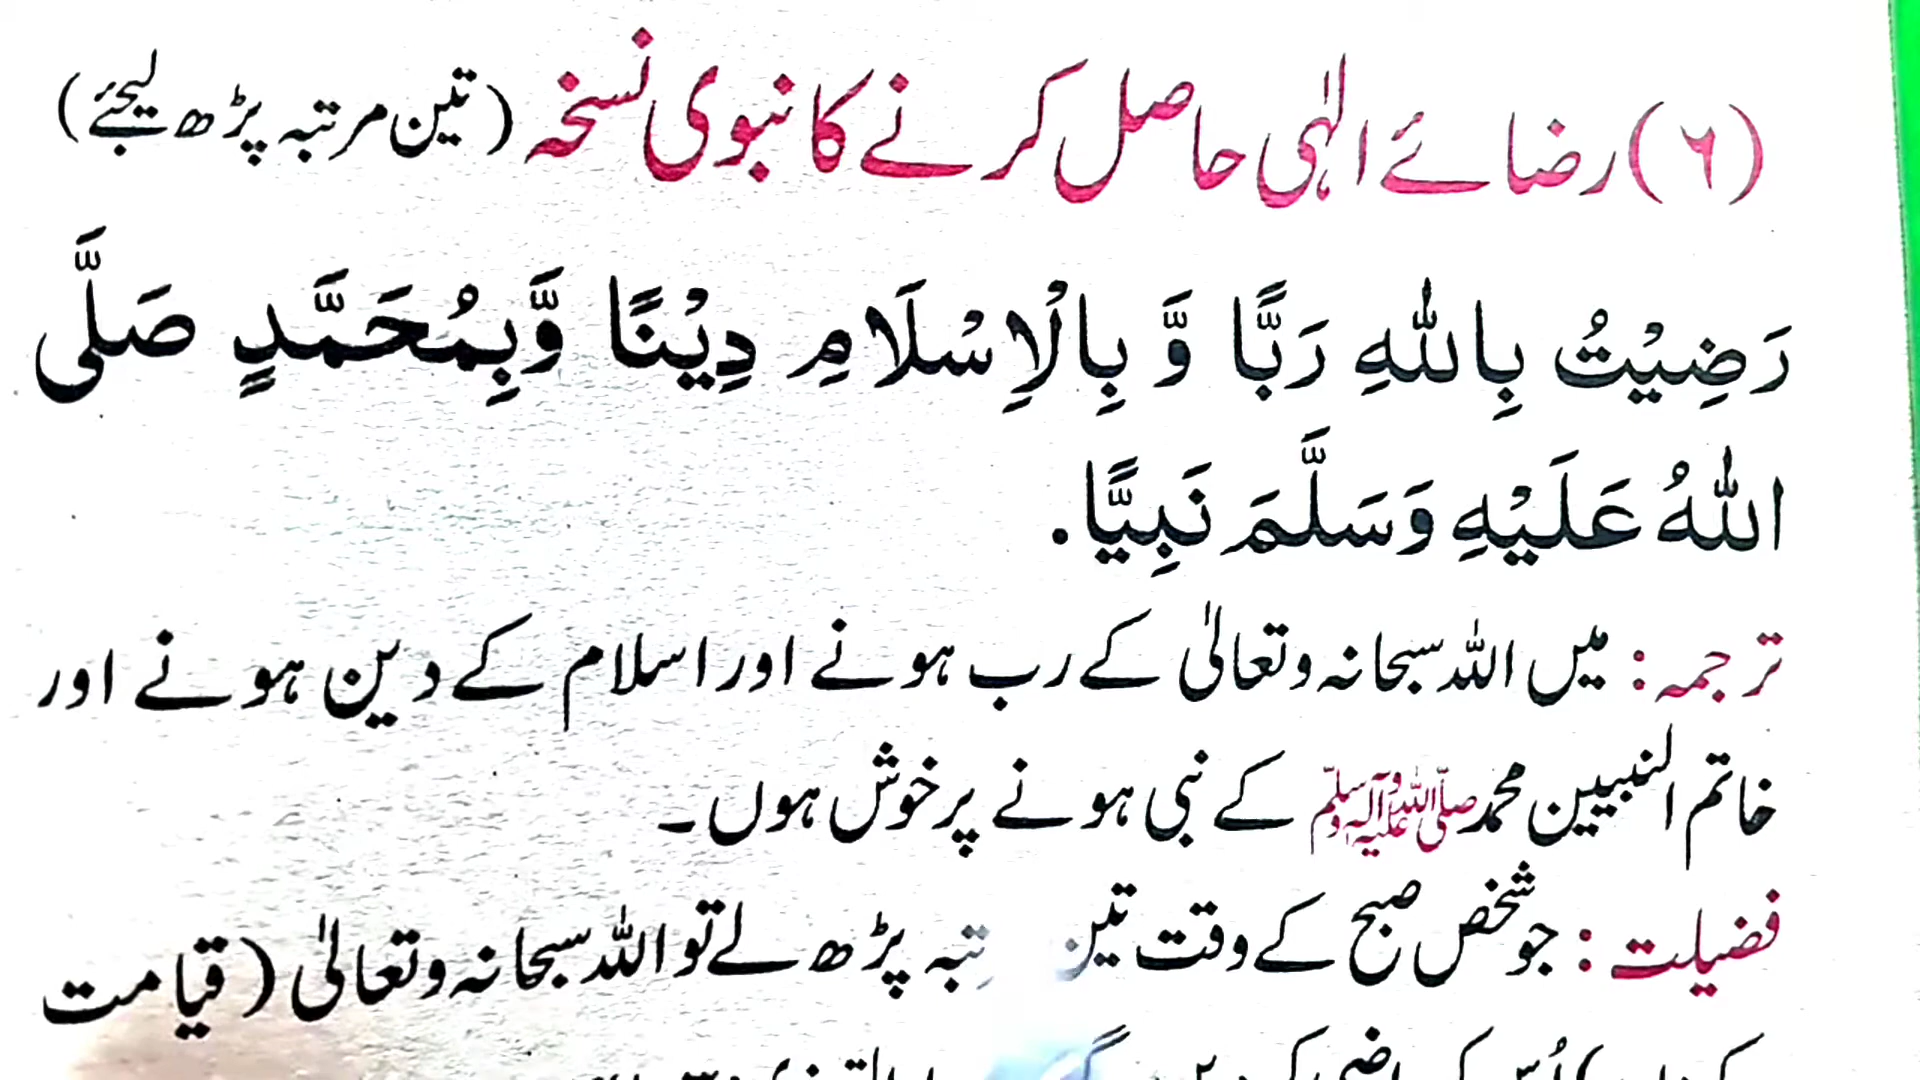 (٦) رضائے الٰہی حاصل کرنے کا نبوی نسخہ (تین مرتبہ پڑھ لیجئے)
رَضِيْتُ بِاللّٰهِ رَبًّا وَّ بِالْاِسْلَامِ دِيْنًا وَّبِمُحَمَّدٍ صَلَّى
اللّٰهُ عَلَيْهِ وَسَلَّمَ نَبِيًّا.
ترجمہ: میں اللہ سبحانہ وتعالیٰ کے رب ہونے اور اسلام کے دین ہونے اور
خاتم النبیین محمد صلی اللہ علیہ وآلہ وسلم کے نبی ہونے پر خوش ہوں۔
فضیلت: جو شخص صبح کے وقت تین پڑھ لے تو اللہ سبحانہ وتعالیٰ (قیامت